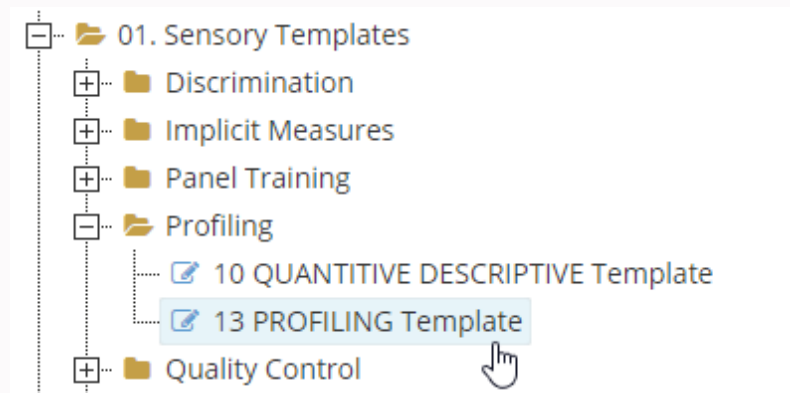 01. Sensory Templates
Discrimination
Implicit Measures
Panel Training
Profiling
10 QUANTITIVE DESCRIPTIVE Template
13 PROFILING Template
Quality Control